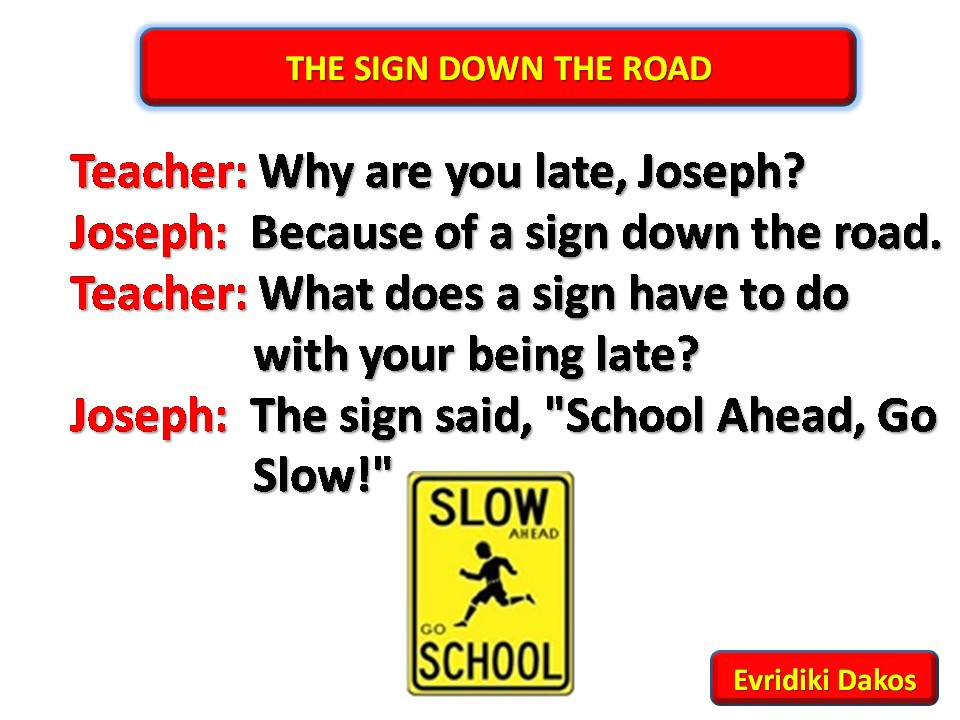 THE SIGN DOWN THE ROAD
Teacher: Why are you late, Joseph?
Joseph: Because of a sign down the road.
Teacher: What does a sign have to do
with your being late?
Joseph: The sign said, "School Ahead, Go
Slow!"
SLOW
AHEAD
GO
SCHOOL
Evridiki Dakos